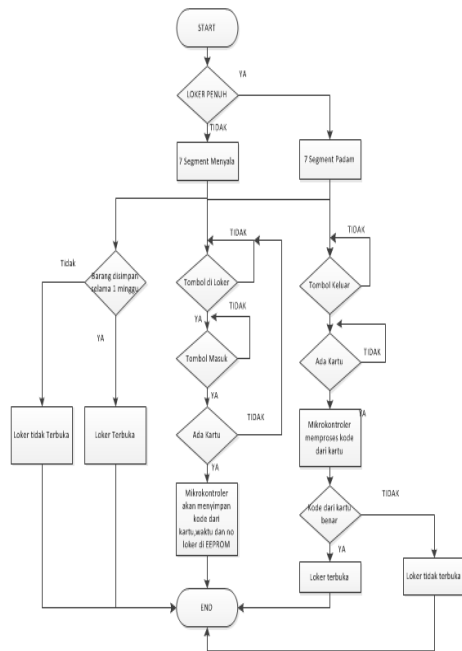 START
YA
LOKER PENUH
TIDAK
7 Segment Menyala
7 Segment Padam
TIDAK
TIDAK
Tidak
Barang disimpan
selama 1 minggu
Tombol di Loker
Tombol Keluar
YA
TIDAK
YA
Tombol Masuk
Ada Kartu
TIDAK
YA
Loker tidak Terbuka
Loker Terbuka
Ada Kartu
TIDAK
YA
Mikrokontroler
memproses kode
dari kartu
YA
Mikrokontroler
akan menyimpan
kode dari
kartu,waktu dan no
loker di EEPROM
Kode dari kartu
benar
TIDAK
YA
Loker terbuka
Loker tidak terbuka
END